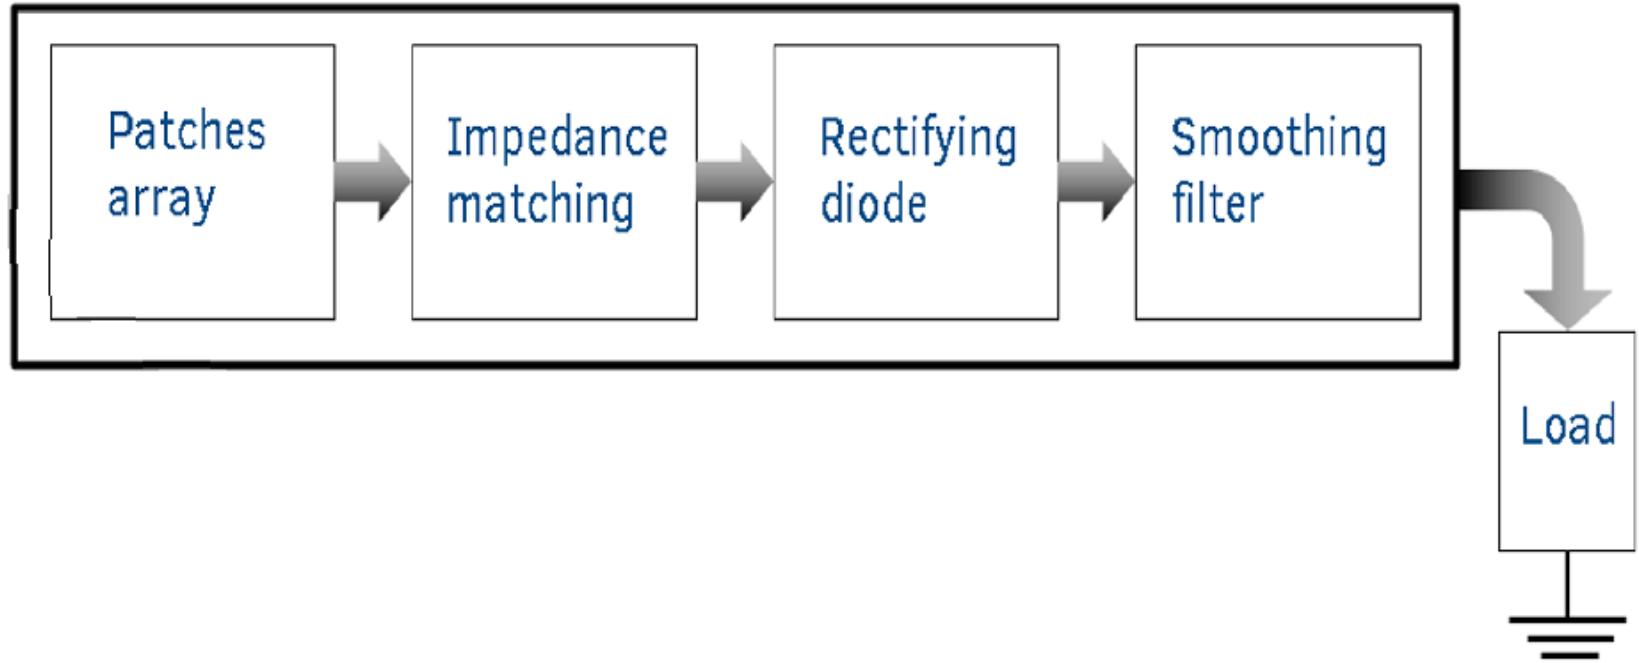 Patches
array
Impedance
matching
Rectifying
diode
Smoothing
filter
Load